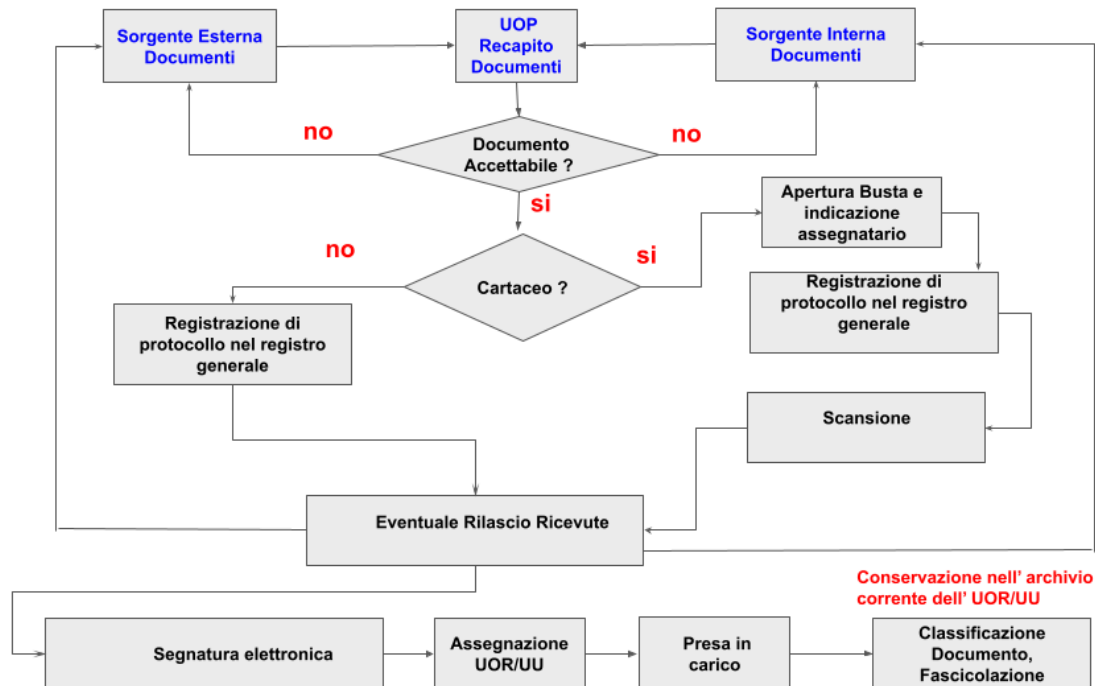 Sorgente Esterna
Documenti
UOP
Recapito
Documenti
Sorgente Interna
Documenti
no
no
Documento
Accettabile ?
si
Apertura Busta e
indicazione
assegnatario
no
si
Cartaceo ?
Registrazione di
protocollo nel registro
generale
Registrazione di
protocollo nel registro
generale
Scansione
Eventuale Rilascio Ricevute
Conservazione nell’ archivio
corrente dell’ UOR/UU
Segnatura elettronica
Assegnazione
UOR/UU
Presa in
carico
Classificazione
Documento,
Fascicolazione